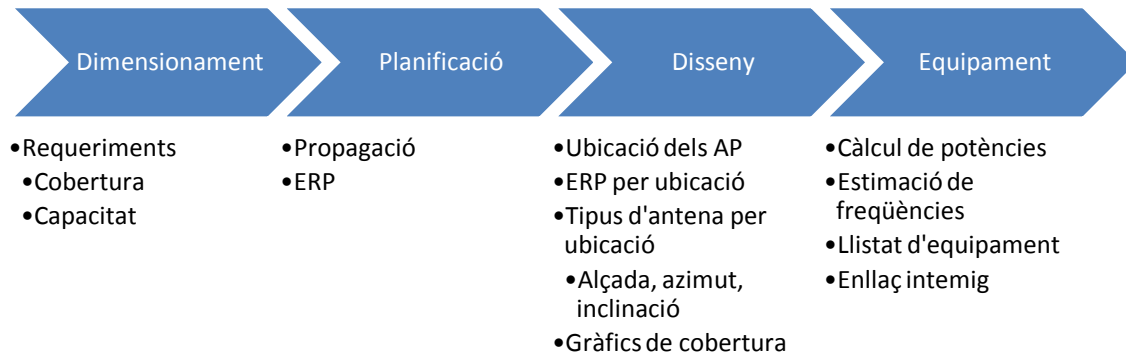 Dimensionament
Planificació
Disseny
Equipament
•Requeriments
•Cobertura
•Capacitat
•Propagació
•ERP
•Ubicació dels AP
•ERP per ubicació
•Tipus d'antena per
ubicació
•Alçada, azimut,
inclinació
•Gràfics de cobertura
•Càlcul de potències
•Estimació de
freqüències
•Llistat d'equipament
•Enllaç intemig